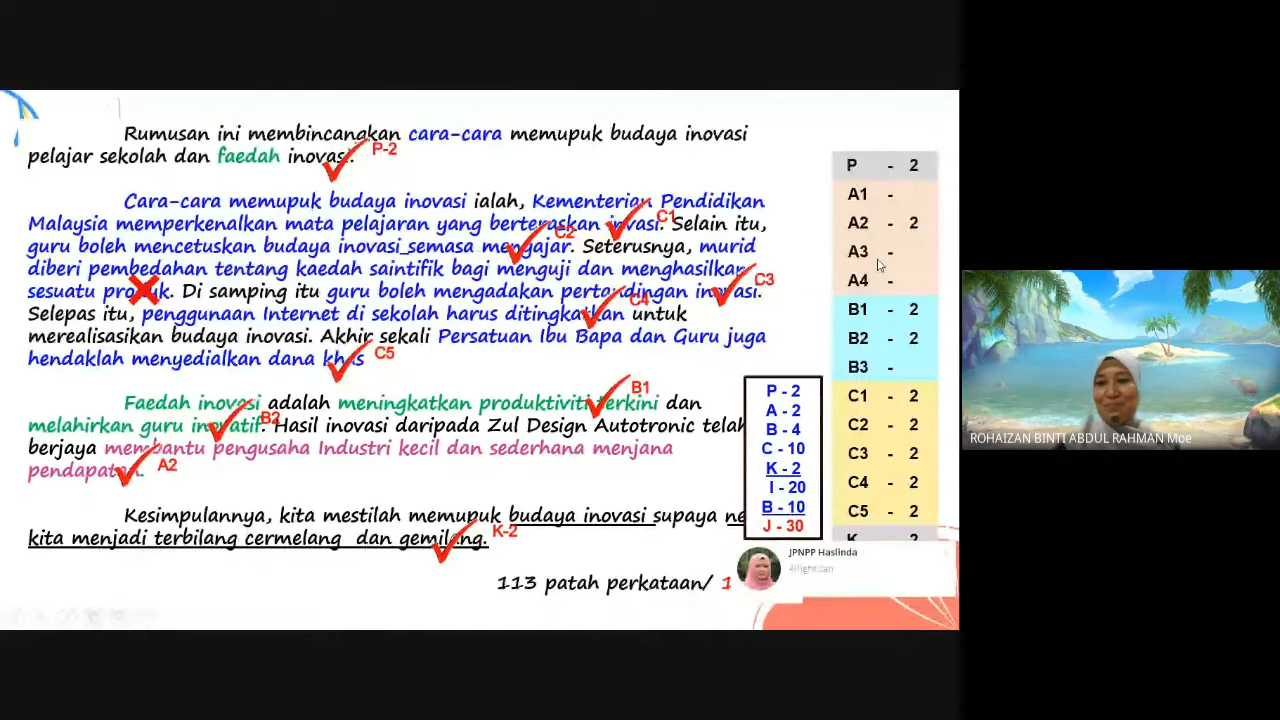 Rumusan ini membincangkan cara-cara memupuk budaya inovasi
pelajar sekolah dan faedah inovasi.
P-2
Cara-cara memupuk budaya inovasi ialah, Kementerian Pendidikan
Malaysia memperkenalkan mata pelajaran yang berteraskan invasi. Selain itu,
C1
guru boleh mencetuskan budaya inovasi semasa mengajar. Seterusnya, murid
C2
diberi pembedahan tentang kaedah saintifik bagi menguji dan menghasilkan
sesuatu produk. Di samping itu guru boleh mengadakan pertandingan inovasi.
C3
Selepas itu, penggunaan Internet di sekolah harus ditingkatkan untuk
C4
merealisasikan budaya inovasi. Akhir sekali Persatuan Ibu Bapa dan Guru juga
hendaklah menyedialkan dana khas
C5
Faedah inovasi adalah meningkatkan produktiviti terkini dan
B1
melahirkan guru inovatif. Hasil inovasi daripada Zul Design Autotronic telah
B2
berjaya membantu pengusaha Industri kecil dan sederhana menjana
pendapatan.
A2
Kesimpulannya, kita mestilah memupuk budaya inovasi supaya
kita menjadi terbilang cermelang dan gemilang.
K-2
113 patah perkataan/ 1
P - 2
A - 2
B - 4
C - 10
K - 2
I - 20
B - 10
J - 30
P - 2
A1 -
A2 - 2
A3 -
A4 -
B1 - 2
B2 - 2
B3 -
C1 - 2
C2 - 2
C3 - 2
C4 - 2
C5 - 2
K - 2
JPNPP Haslinda
ROHAIZAN BINTI ABDUL RAHMAN Moe